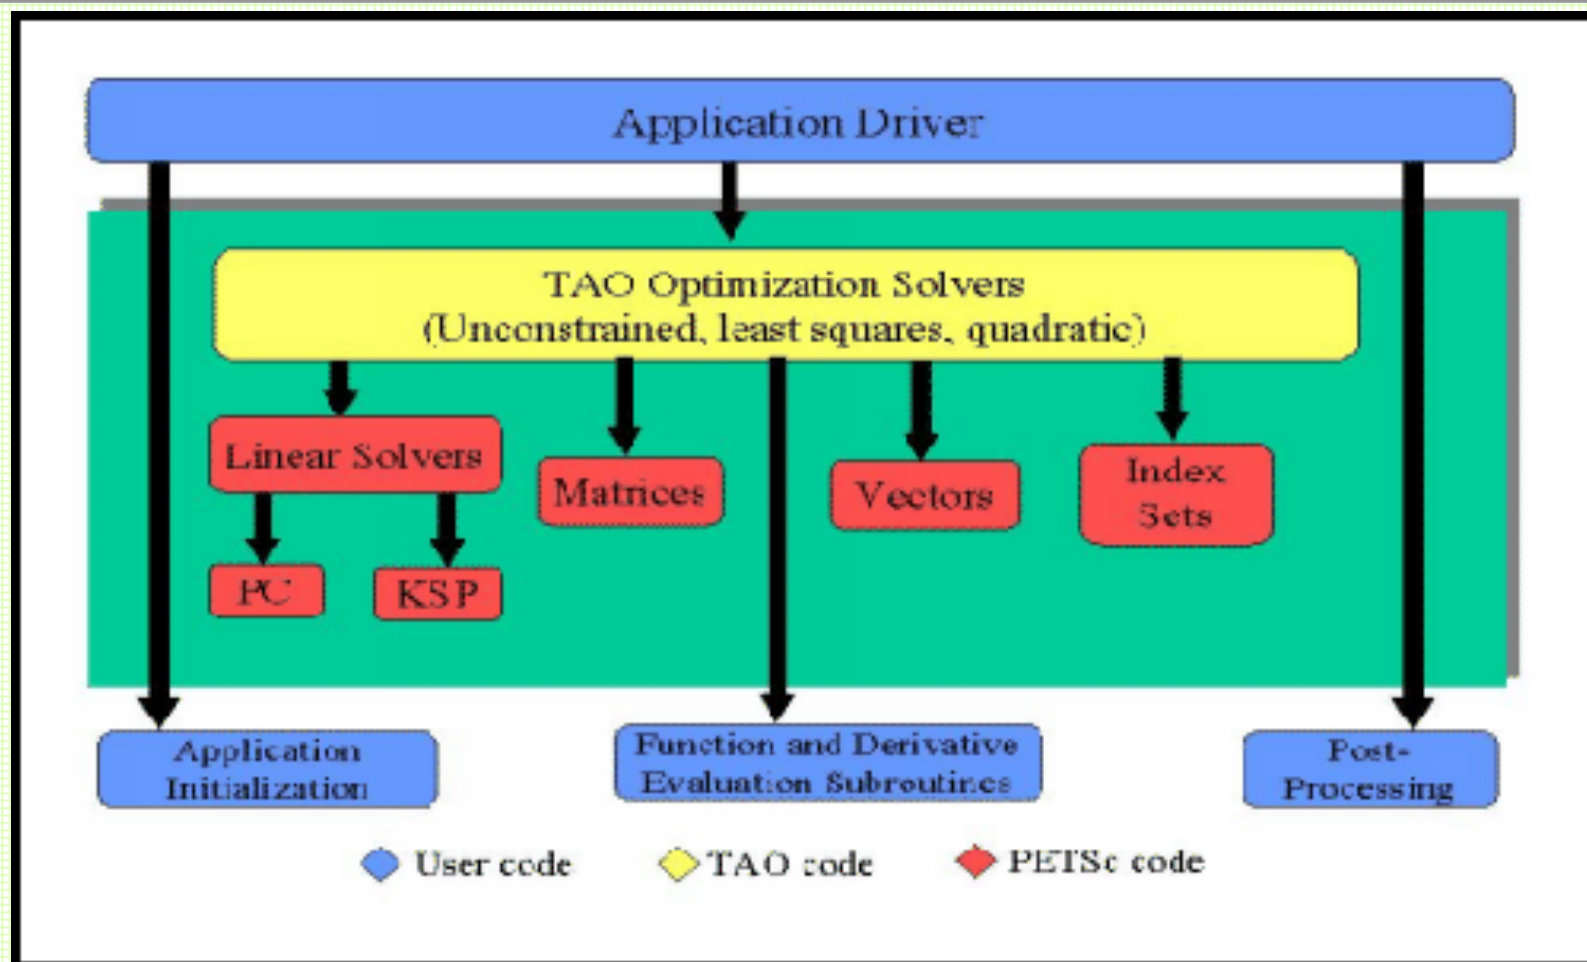 Application Driver
TAO Optimization Solvers
(Unconstrained, least squares, quadratic)
Linear Solvers
Matrices
Vectors
Index
Sets
PC
KSP
Application
Initialization
Function and Derivative
Evaluation Subroutines
Post-
Processing
User code
TAO code
PETSc code